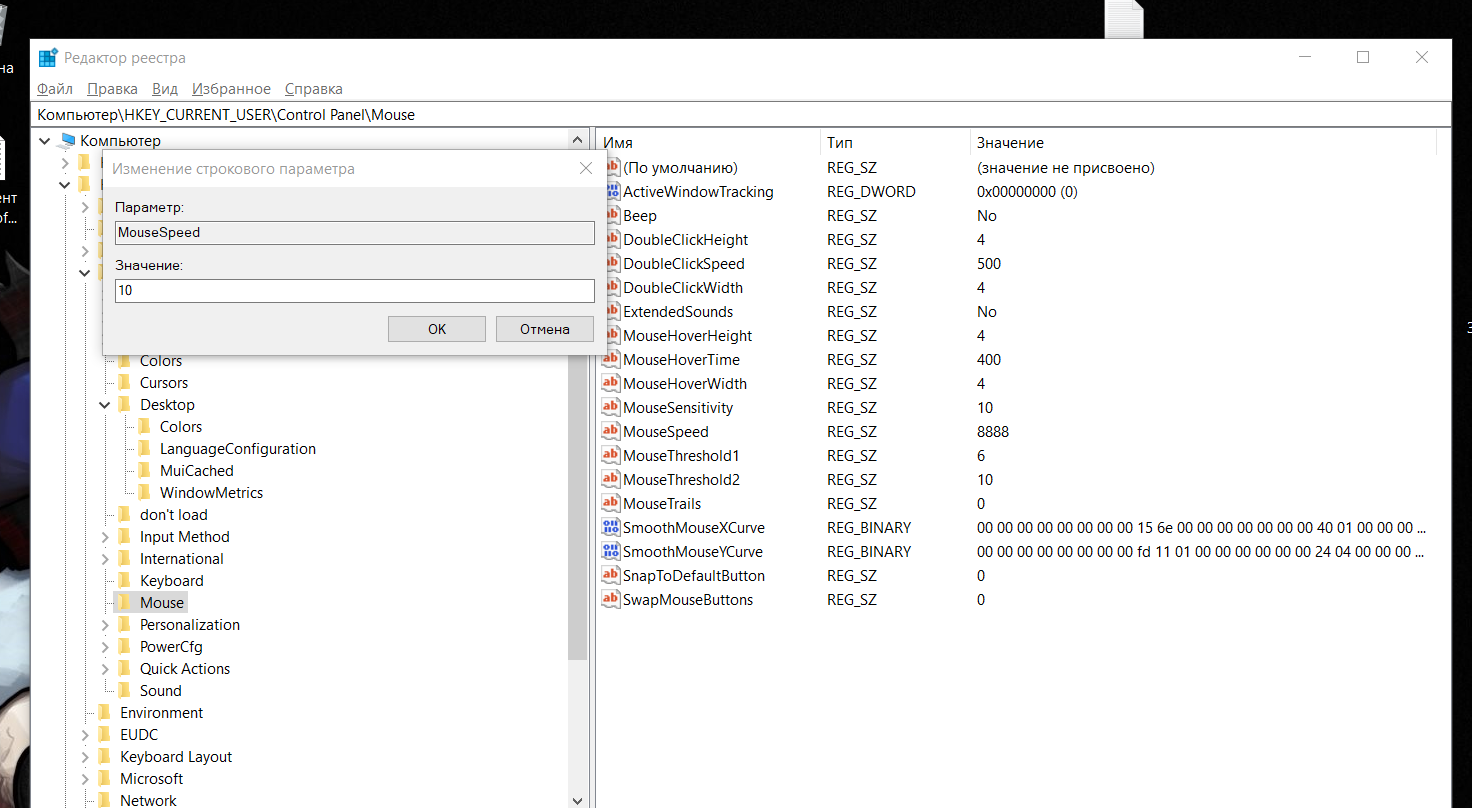 на
ент
of...
Редактор реестра
Файл Правка Вид Избранное Справка
Компьютер\HKEY_CURRENT_USER\Control Panel\Mouse
Компьютер
Изменение строкового параметра
Параметр:
MouseSpeed
Значение:
10
OK Отмена
Colors
Cursors
Desktop
Colors
LanguageConfiguration
MuiCached
WindowMetrics
don't load
Input Method
International
Keyboard
Mouse
Personalization
PowerCfg
Quick Actions
Sound
Environment
EUDC
Keyboard Layout
Microsoft
Network
Имя Тип Значение
(По умолчанию) REG_SZ (значение не присвоено)
ActiveWindowTracking REG_DWORD 0x00000000 (0)
Beep REG_SZ No
DoubleClickHeight REG_SZ 4
DoubleClickSpeed REG_SZ 500
DoubleClickWidth REG_SZ 4
ExtendedSounds REG_SZ No
MouseHoverHeight REG_SZ 4
MouseHoverTime REG_SZ 400
MouseHoverWidth REG_SZ 4
MouseSensitivity REG_SZ 10
MouseSpeed REG_SZ 8888
MouseThreshold1 REG_SZ 6
MouseThreshold2 REG_SZ 10
MouseTrails REG_SZ 0
SmoothMouseXCurve REG_BINARY 00 00 00 00 00 00 00 00 15 6e 00 00 00 00 00 00 40 01 00 00 00 ...
SmoothMouseYCurve REG_BINARY 00 00 00 00 00 00 00 00 fd 11 01 00 00 00 00 00 24 04 00 00 00 ...
SnapToDefaultButton REG_SZ 0
SwapMouseButtons REG_SZ 0